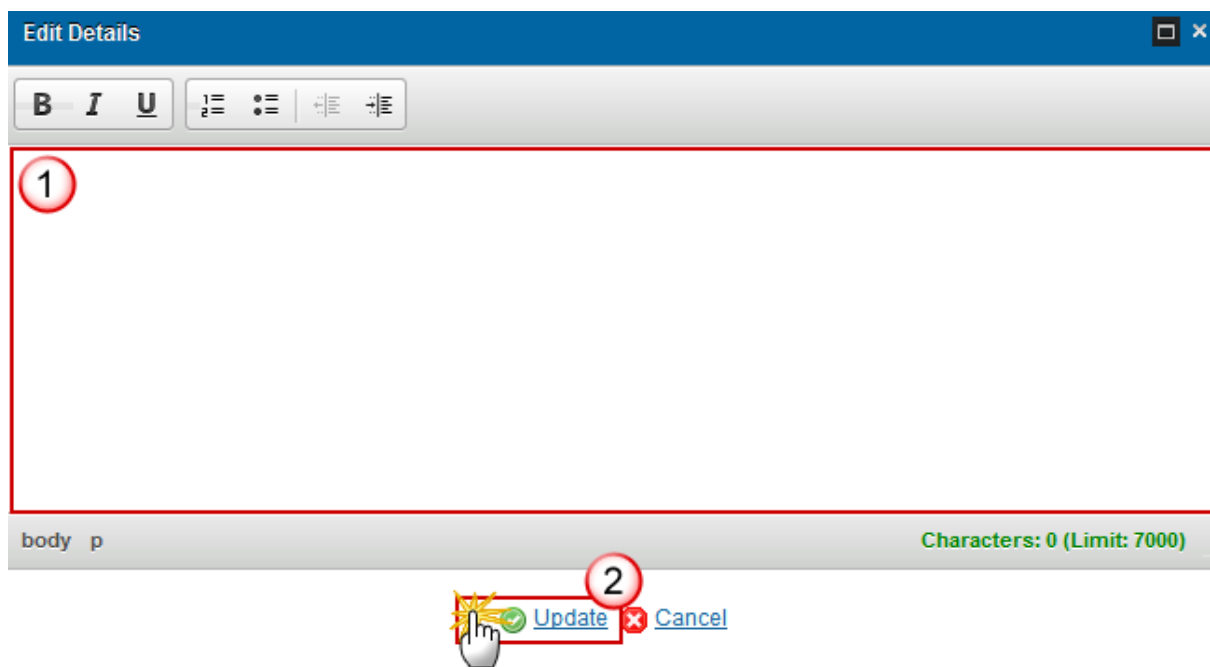 Edit Details
B I U
1
body p Characters: 0 (Limit: 7000)
2
Update Cancel